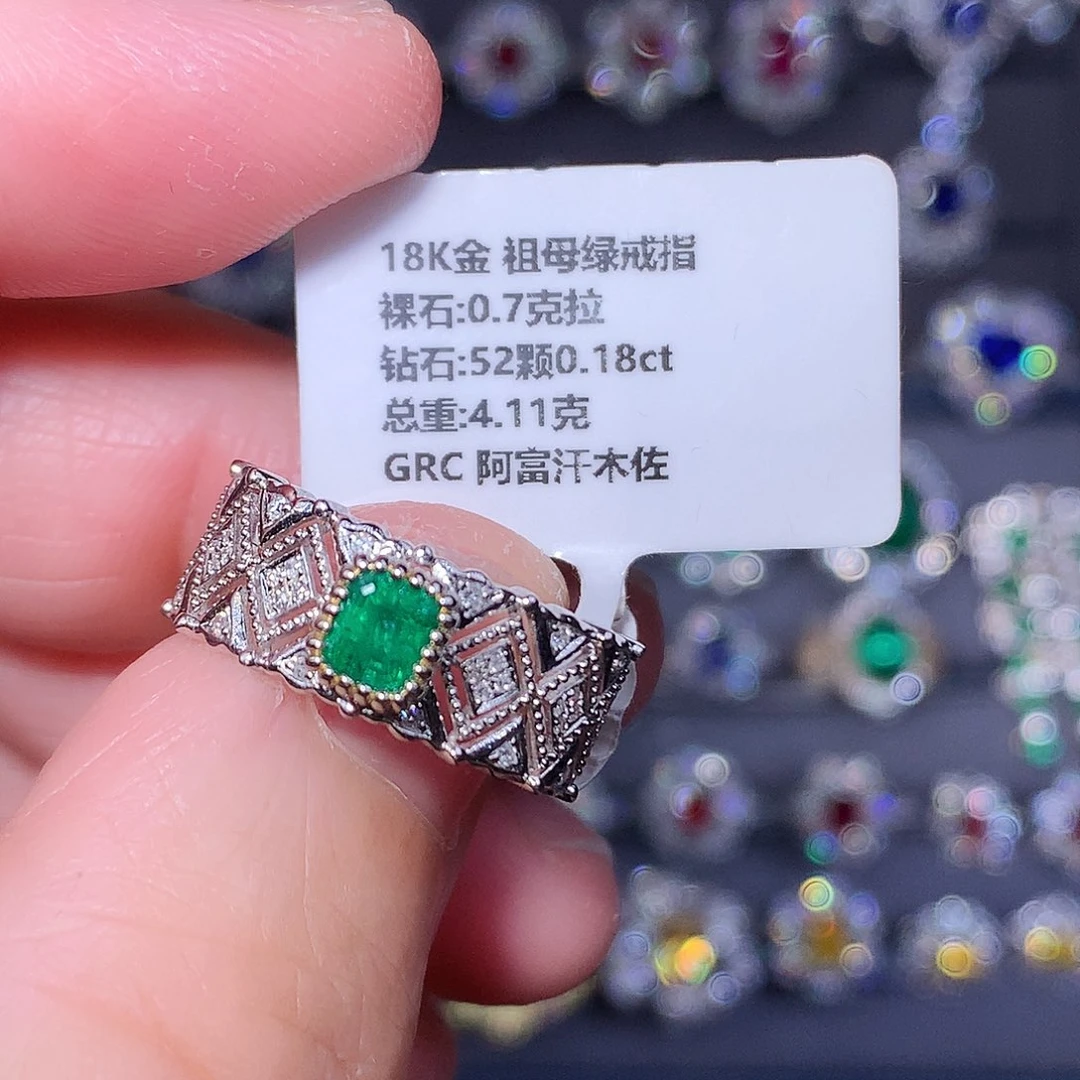 18K金 祖母绿戒指
裸石:0.7克拉
钻石:52颗0.18ct
总重:4.11克
GRC 阿富汗木佐